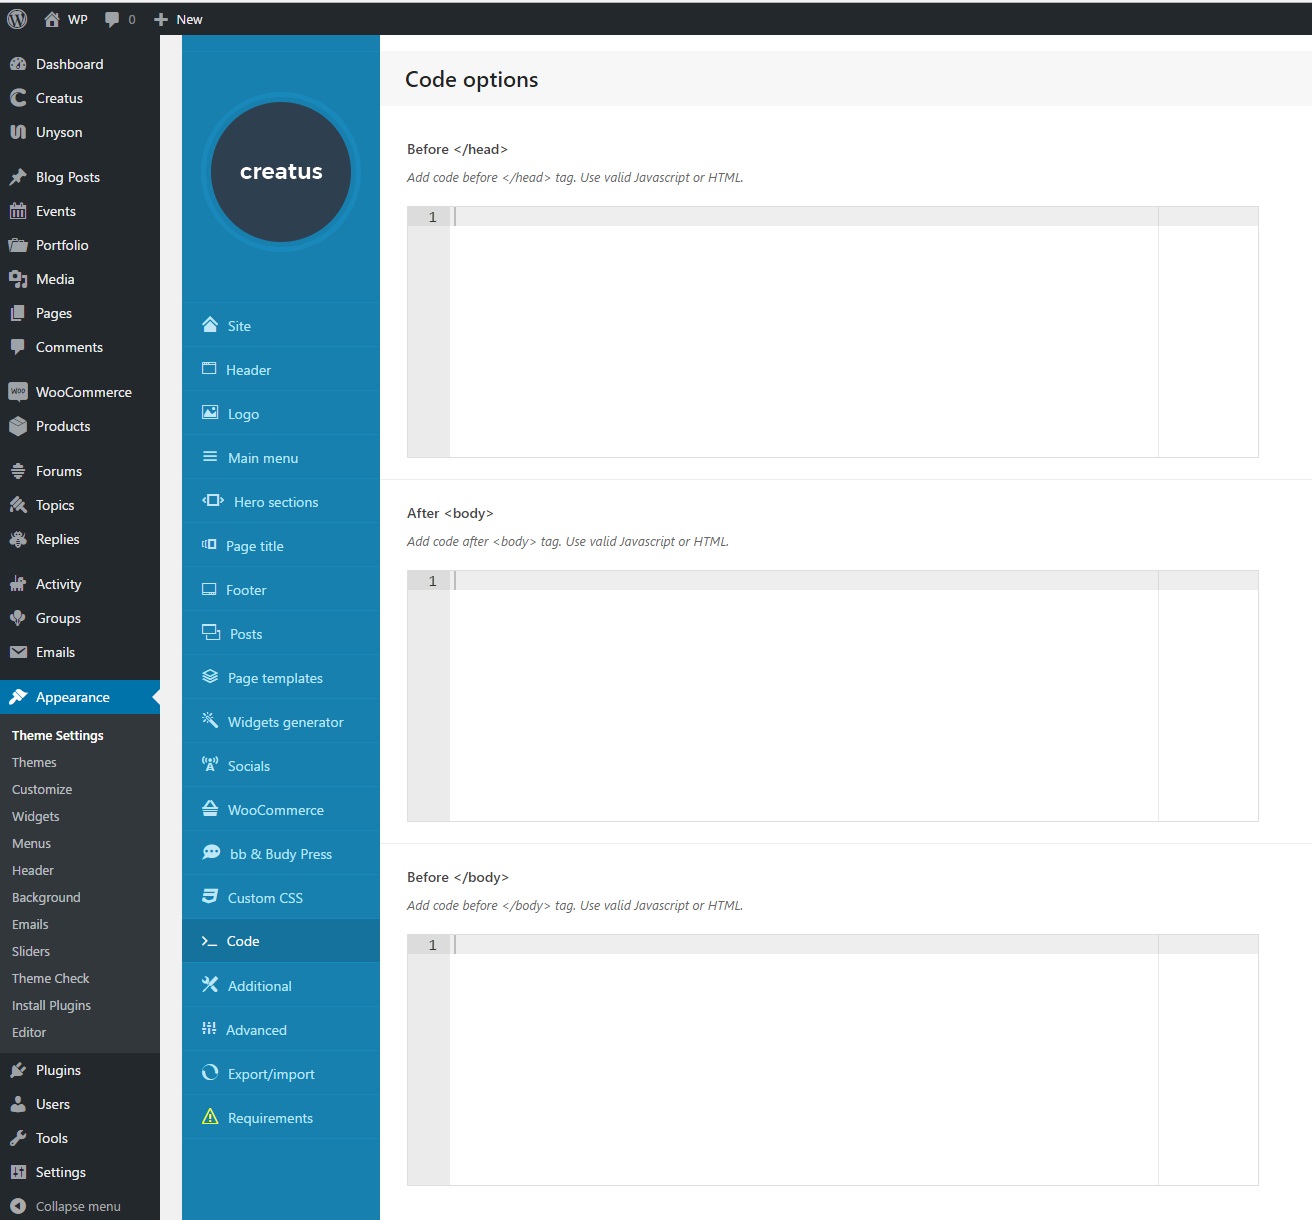 WP 0 New
Dashboard
Creatus
Unyson
Blog Posts
Events
Portfolio
Media
Pages
Comments
WOO WooCommerce
Products
Forums
Topics
Replies
Activity
Groups
Emails
Appearance
Theme Settings
Themes
Customize
Widgets
Menus
Header
Background
Emails
Sliders
Theme Check
Install Plugins
Editor
Plugins
Users
Tools
Settings
Collapse menu
creatus
Site
Header
Logo
Main menu
Hero sections
Page title
Footer
Posts
Page templates
Widgets generator
Socials
WooCommerce
bb & Budy Press
Custom CSS
Code
Additional
Advanced
Export/import
Requirements
Code options
Before </head>
Add code before </head> tag. Use valid Javascript or HTML.
1
After <body>
Add code after <body> tag. Use valid Javascript or HTML.
1
Before </body>
Add code before </body> tag. Use valid Javascript or HTML.
1